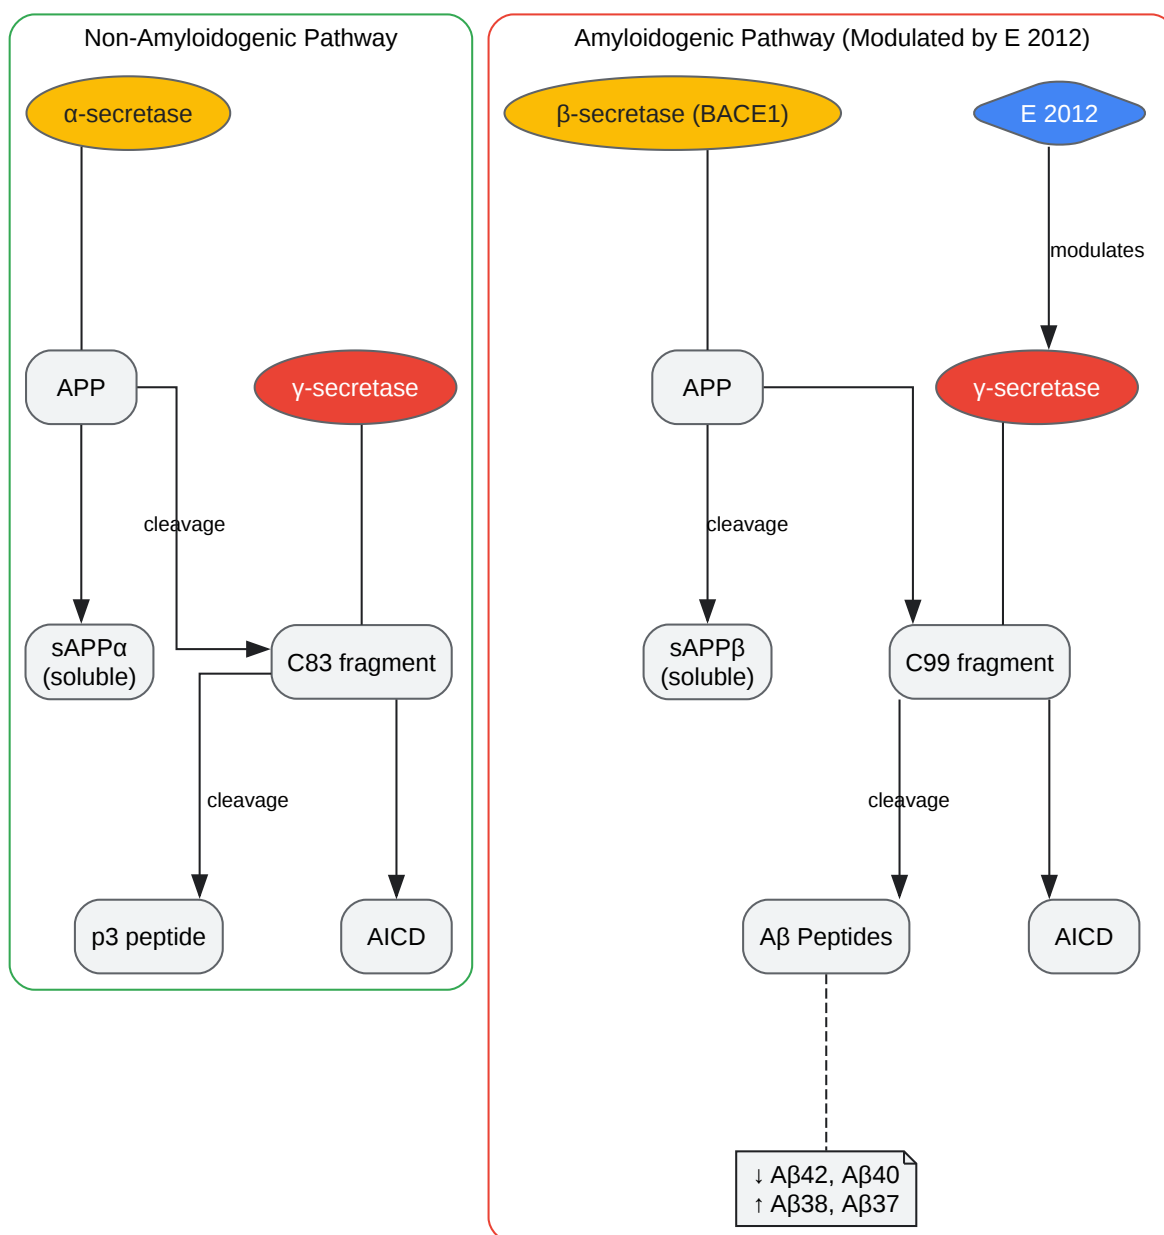 Non-Amyloidogenic Pathway
α-secretase
APP
γ-secretase
cleavage
sAPPα
(soluble)
C83 fragment
cleavage
p3 peptide
AICD
Amyloidogenic Pathway (Modulated by E 2012)
β-secretase (BACE1)
E 2012
modulates
APP
γ-secretase
cleavage
sAPPβ
(soluble)
C99 fragment
cleavage
Aβ Peptides
AICD
↓ Aβ42, Aβ40
↑ Aβ38, Aβ37